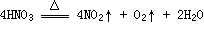 4HNO₃ ≜ 4NO₂↑ + O₂↑ + 2H₂O